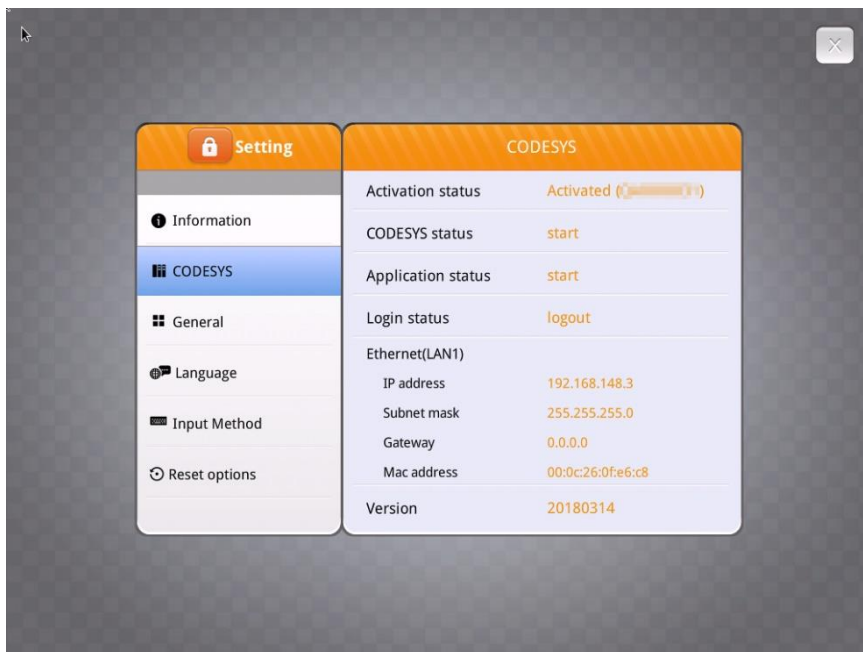 X
Setting
CODESYS
Information
CODESYS
General
Language
Input Method
Reset options
Activation status Activated ( )
CODESYS status start
Application status start
Login status logout
Ethernet(LAN1)
IP address 192.168.148.3
Subnet mask 255.255.255.0
Gateway 0.0.0.0
Mac address 00:0c:26:0f:e6:c8
Version 20180314